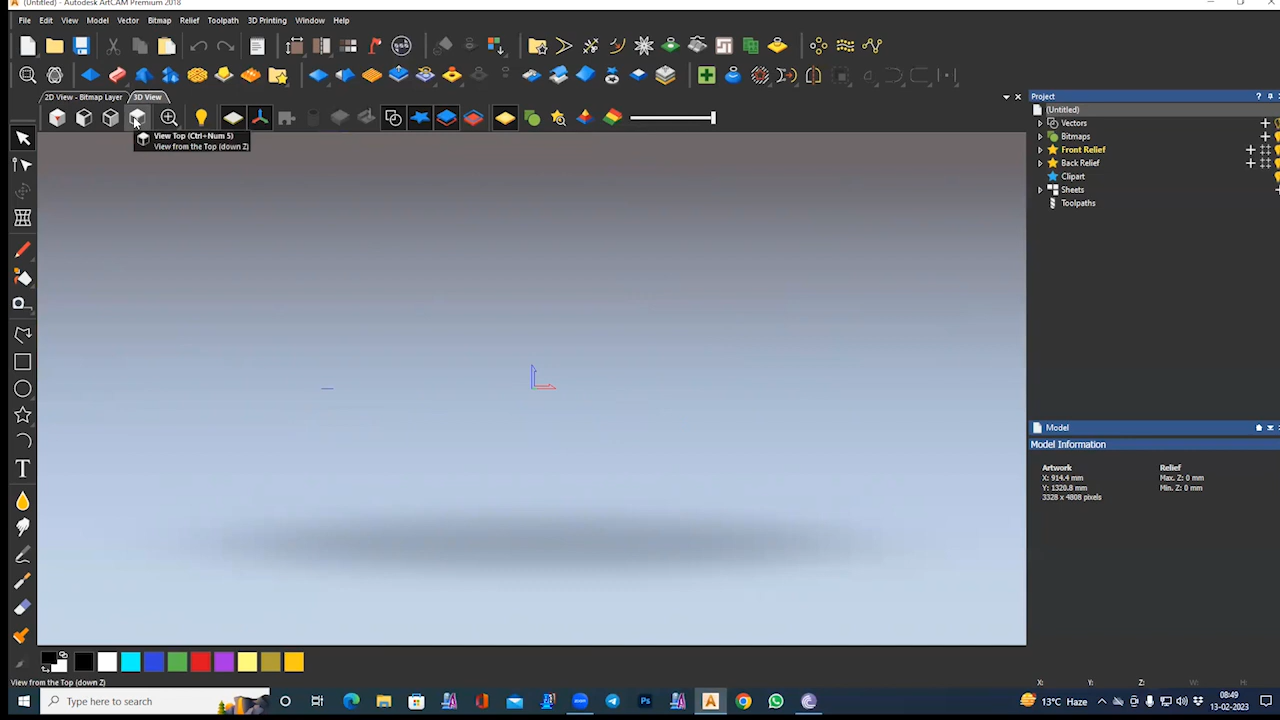 (Untitled) - Autodesk ArtCAM Premium 2018
File Edit View Model Vector Bitmap Relief Toolpath 3D Printing Window Help
2D View - Bitmap Layer 3D View
View Top (Ctrl+Num 5)
View from the Top (down Z)
Project
(Untitled)
Vectors
Bitmaps
Front Relief
Back Relief
Clipart
Sheets
Toolpaths
Model
Model Information
Artwork
X: 914.4 mm
Y: 1320.8 mm
3328 x 4808 pixels
Relief
Max. Z: 0 mm
Min. Z: 0 mm
View from the Top (down Z)
X: Y: Z: W: H:
Type here to search
13°C Haze
08:49
13-02-2023